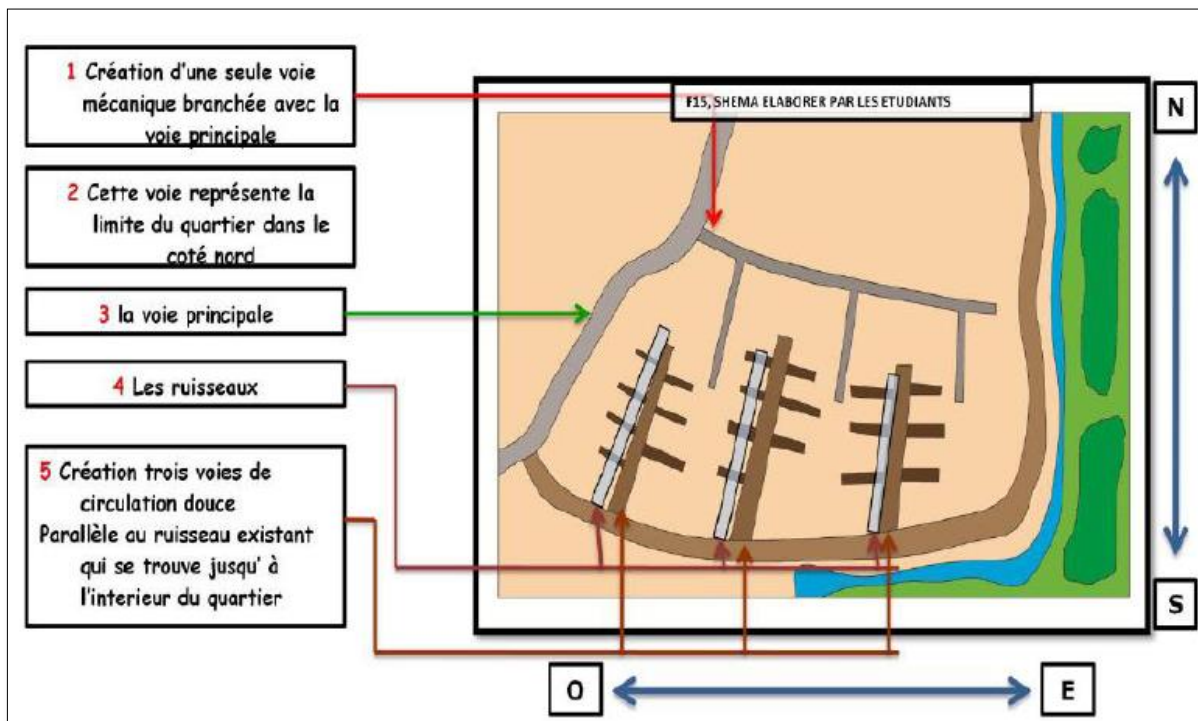 1 Création d'une seule voie
mécanique branchée avec la
voie principale
2 Cette voie représente la
limite du quartier dans le
coté nord
3 la voie principale
4 Les ruisseaux
5 Création trois voies de
circulation douce
Parallèle au ruisseau existant
qui se trouve jusqu' à
l'interieur du quartier
F15, SHEMA ELABORER PAR LES ETUDIANTS
N
S
O
E